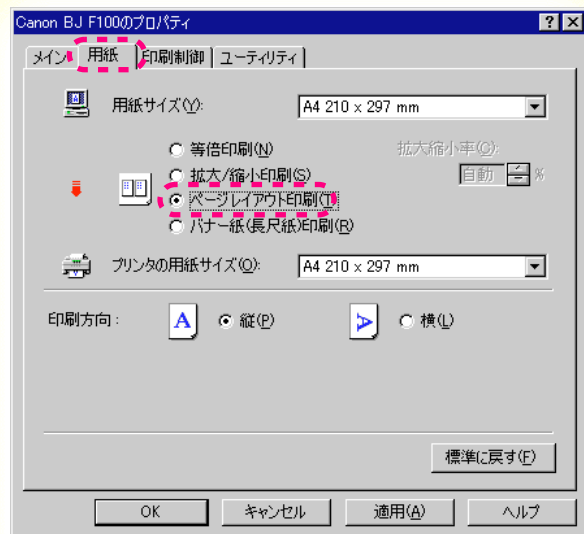 Canon BJ F100のプロパティ
メイン 用紙 印刷制御 ユーティリティ
用紙サイズ(Y): A4 210 x 297 mm
等倍印刷(N) 拡大縮小率(C):
拡大/縮小印刷(S) 自動 %
ページレイアウト印刷(T)
バナー紙(長尺紙)印刷(R)
プリンタの用紙サイズ(O): A4 210 x 297 mm
印刷方向: A 縦(P) A 横(L)
標準に戻す(F)
OK キャンセル 適用(A) ヘルプ